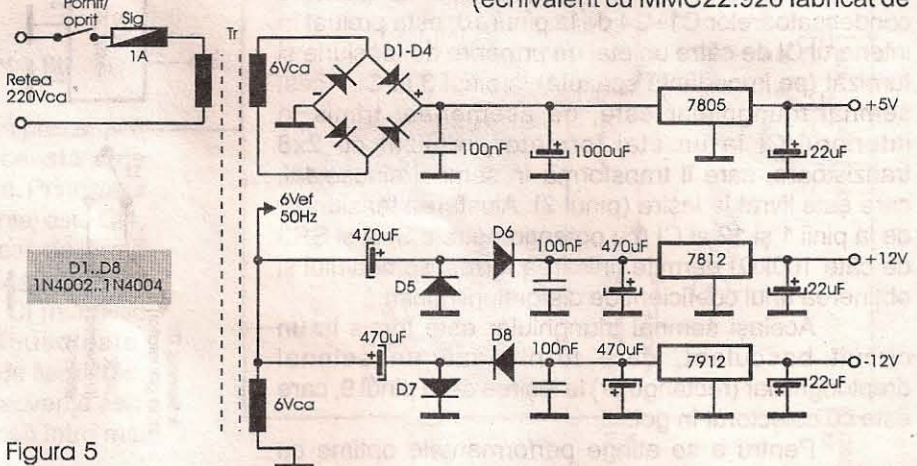 (echivalent cu MMC22.926 fabricat de
Pornit/
oprit
Sig
1A
Tr
Retea
220Vca
6Vca
D1-D4
100nF
1000uF
7805
22uF
+5V
6Vef
50Hz
470uF
D5
D6
100nF
470uF
7812
22uF
+12V
D1..D8
1N4002..1N4004
470uF
D7
D8
100nF
470uF
7912
22uF
-12V
6Vca
Figura 5